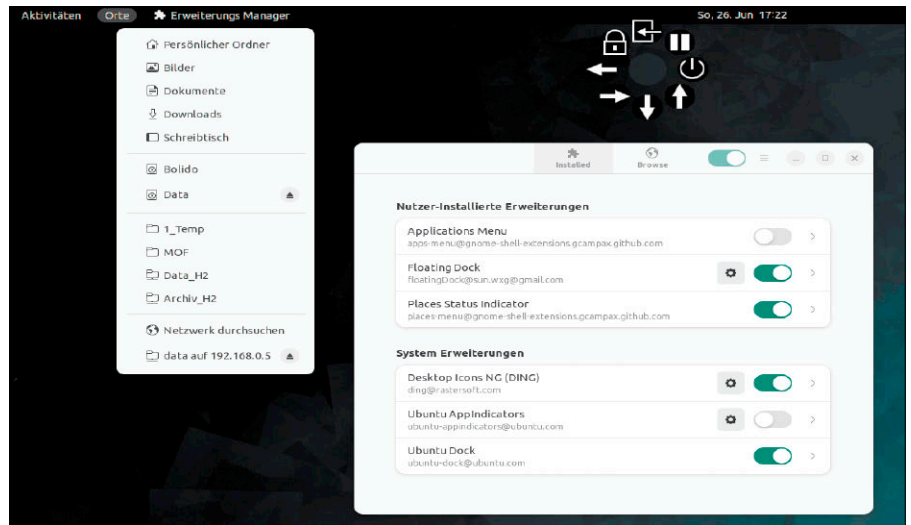 Aktivitäten Orte Erweiterungs Manager So, 26. Jun 17:22
Persönlicher Ordner
Bilder
Dokumente
Downloads
Schreibtisch
Bolido
Data
1_Temp
MOF
Data_H2
Archiv_H2
Netzwerk durchsuchen
data auf 192.168.0.5
Installed Browse
Nutzer-Installierte Erweiterungen
Applications Menu
apps-menu@gnome-shell-extensions.gcampax.github.com
Floating Dock
floatingDock@sun.wxg@gmail.com
Places Status Indicator
places-menu@gnome-shell-extensions.gcampax.github.com
System Erweiterungen
Desktop Icons NG (DING)
ding@rastersoft.com
Ubuntu AppIndicators
ubuntu-appindicators@ubuntu.com
Ubuntu Dock
ubuntu-dock@ubuntu.com